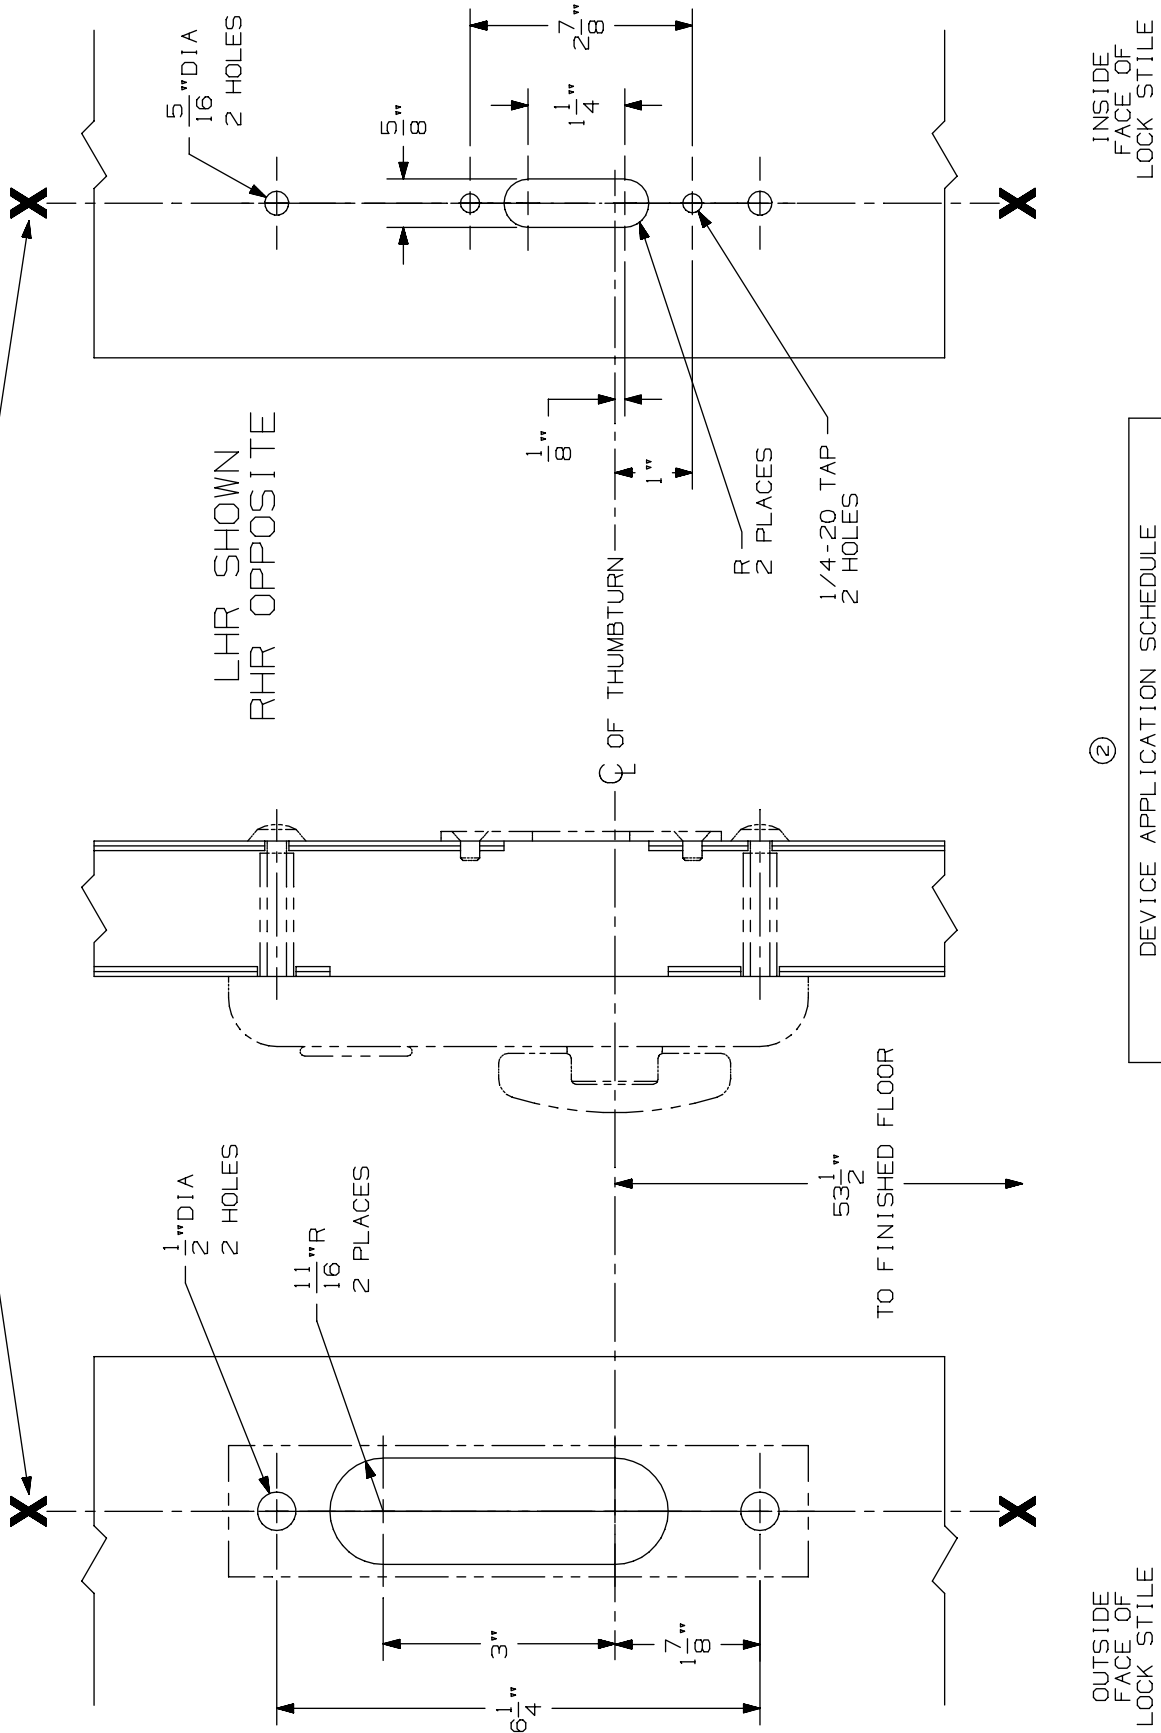 X
X
5/16"DIA
2 HOLES
2 7/8"
5/8"
1 1/4"
X
INSIDE
FACE OF
LOCK STILE
LHR SHOWN
RHR OPPOSITE
1/8"
1"
R
2 PLACES
1/4-20 TAP
2 HOLES
℄ OF THUMBTURN
2
DEVICE APPLICATION SCHEDULE
1/2"DIA
2 HOLES
11/16"R
2 PLACES
53 1/2"
TO FINISHED FLOOR
3"
1 7/8"
6 1/4"
X
OUTSIDE
FACE OF
LOCK STILE